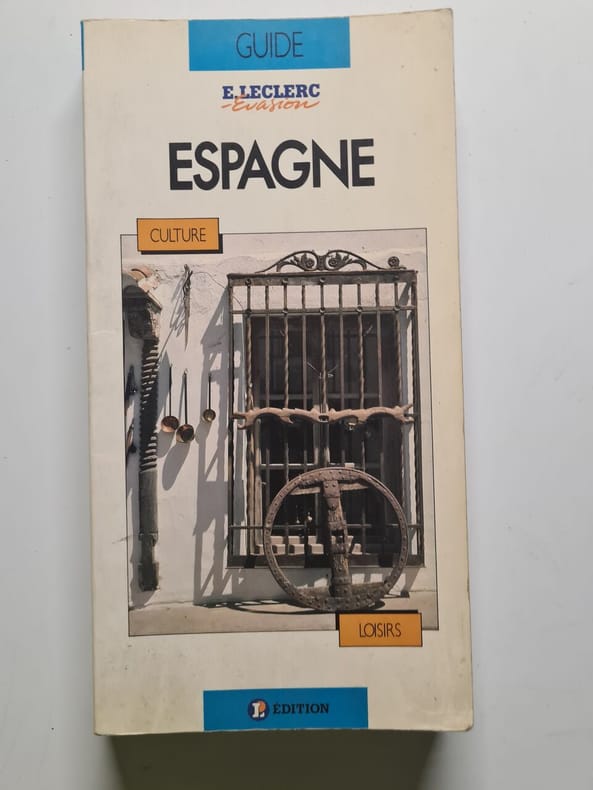 GUIDE
E.LECLERC
Evasion
ESPAGNE
CULTURE
LOISIRS
L ÉDITION